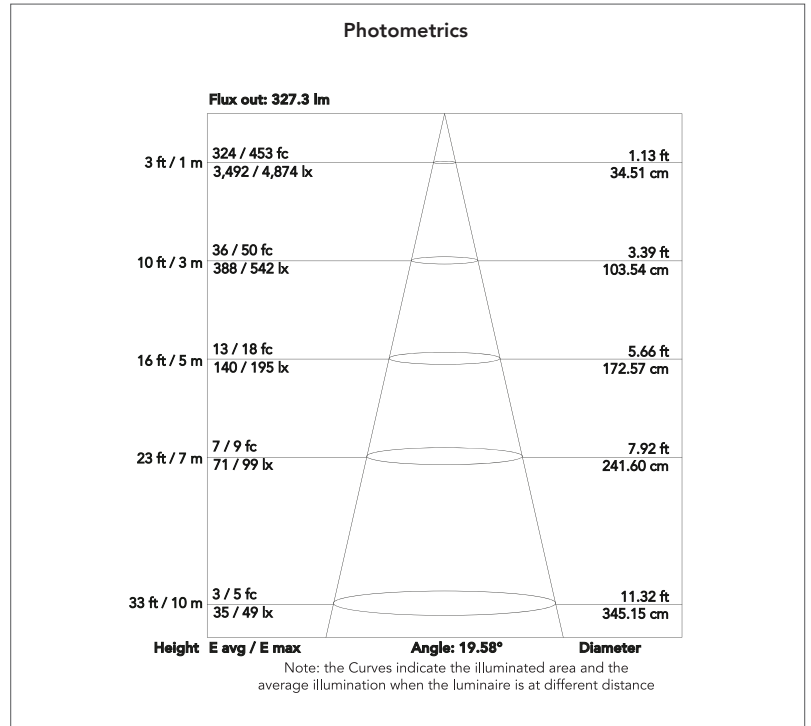 Photometrics
Flux out: 327.3 lm
3 ft / 1 m
324 / 453 fc
3,492 / 4,874 lx
1.13 ft
34.51 cm
10 ft / 3 m
36 / 50 fc
388 / 542 lx
3.39 ft
103.54 cm
16 ft / 5 m
13 / 18 fc
140 / 195 lx
5.66 ft
172.57 cm
23 ft / 7 m
7 / 9 fc
71 / 99 lx
7.92 ft
241.60 cm
33 ft / 10 m
3 / 5 fc
35 / 49 lx
11.32 ft
345.15 cm
Height E avg / E max Angle: 19.58° Diameter
Note: the Curves indicate the illuminated area and the
average illumination when the luminaire is at different distance